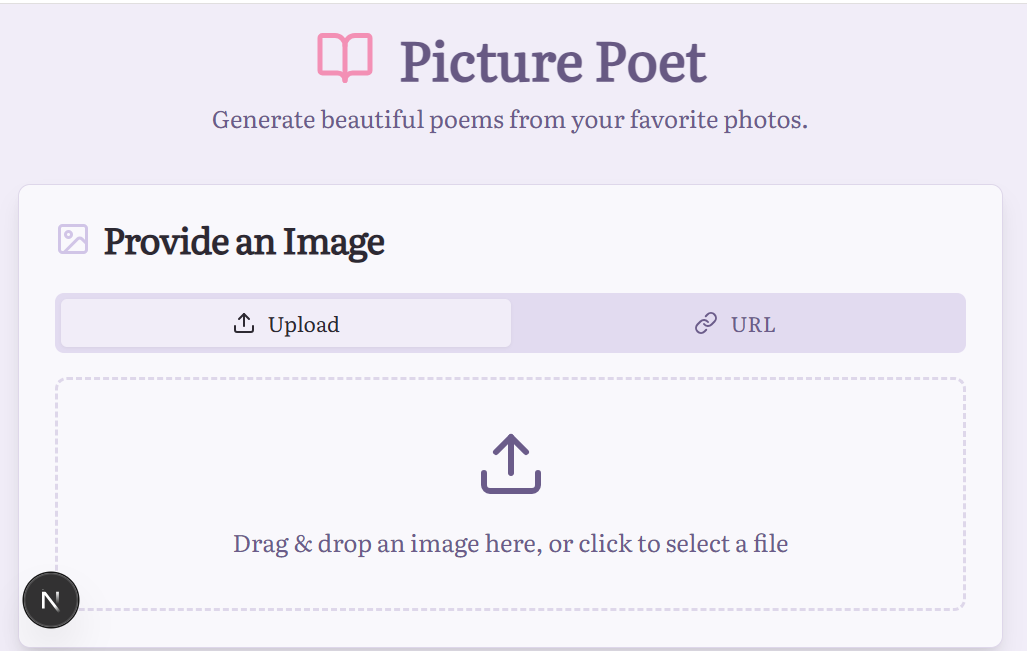 Picture Poet
Generate beautiful poems from your favorite photos.
Provide an Image
Upload
URL
Drag & drop an image here, or click to select a file
N